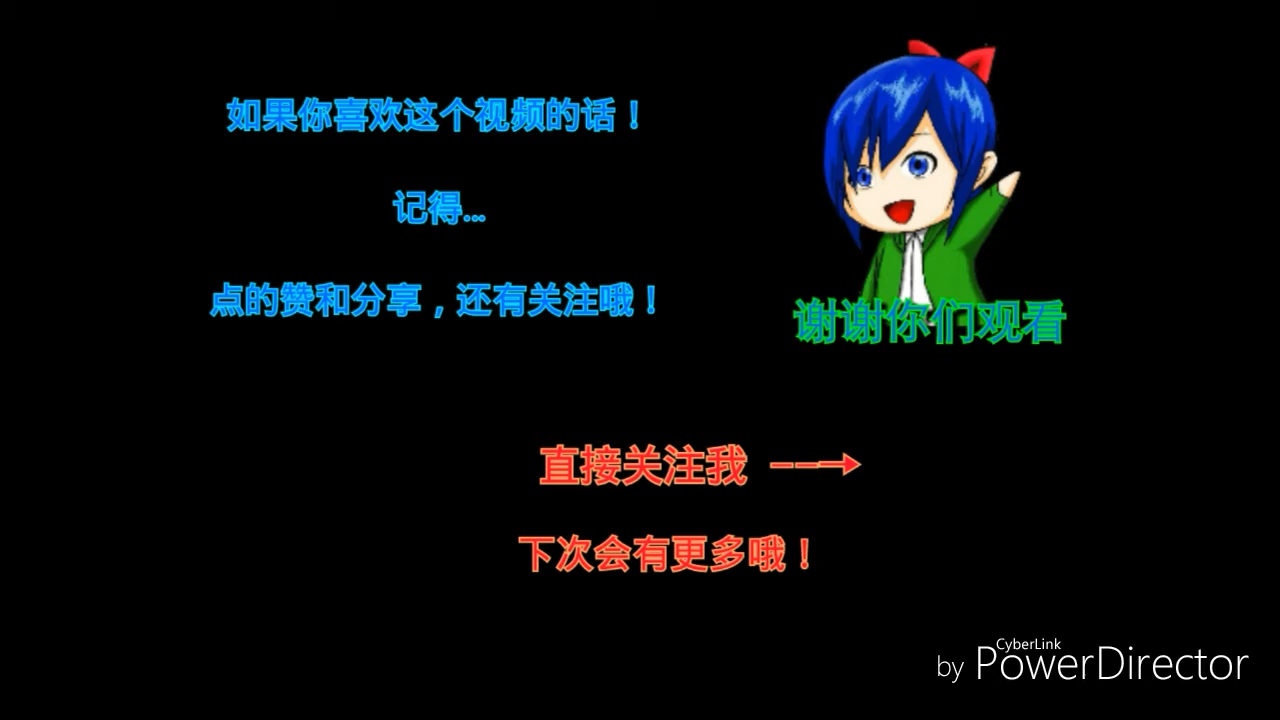 如果你喜欢这个视频的话！
记得...
点的赞和分享，还有关注哦！
谢谢你们观看
直接关注我 --→
下次会有更多哦！
CyberLink
by PowerDirector